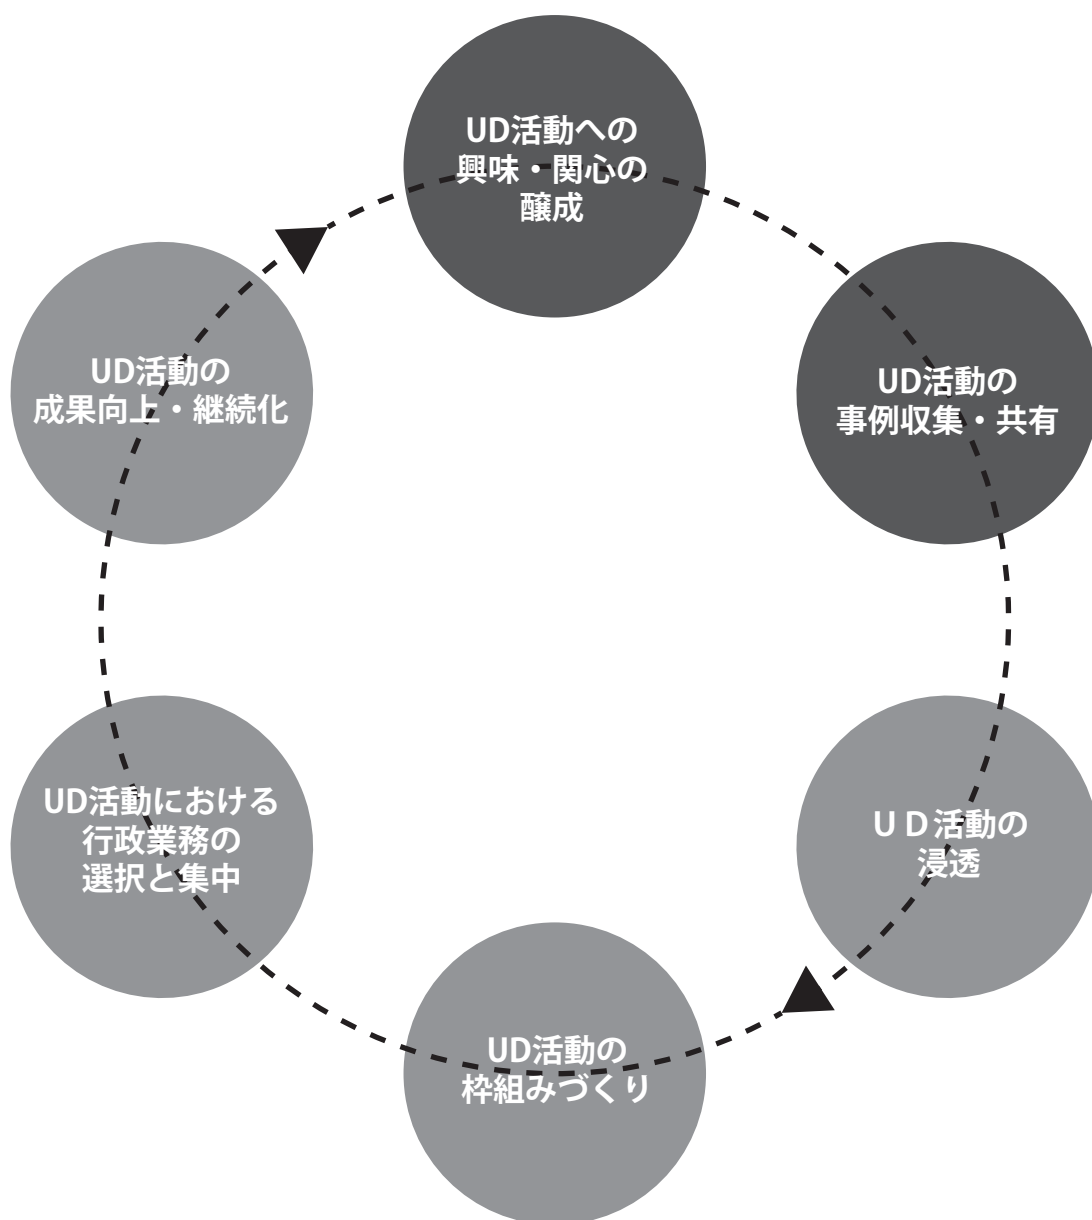 UD活動への
興味・関心の
醸成
UD活動の
事例収集・共有
ＵＤ活動の
浸透
UD活動の
枠組みづくり
UD活動における
行政業務の
選択と集中
UD活動の
成果向上・継続化